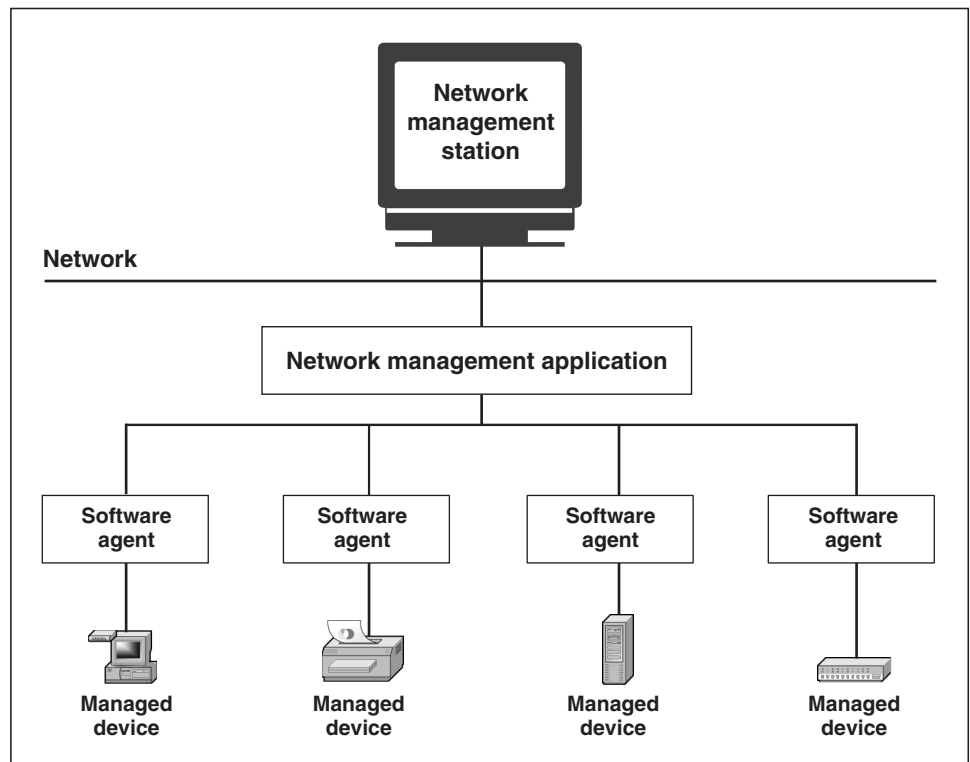 Network
management
station
Network
Network management application
Software
agent
Software
agent
Software
agent
Software
agent
Managed
device
Managed
device
Managed
device
Managed
device